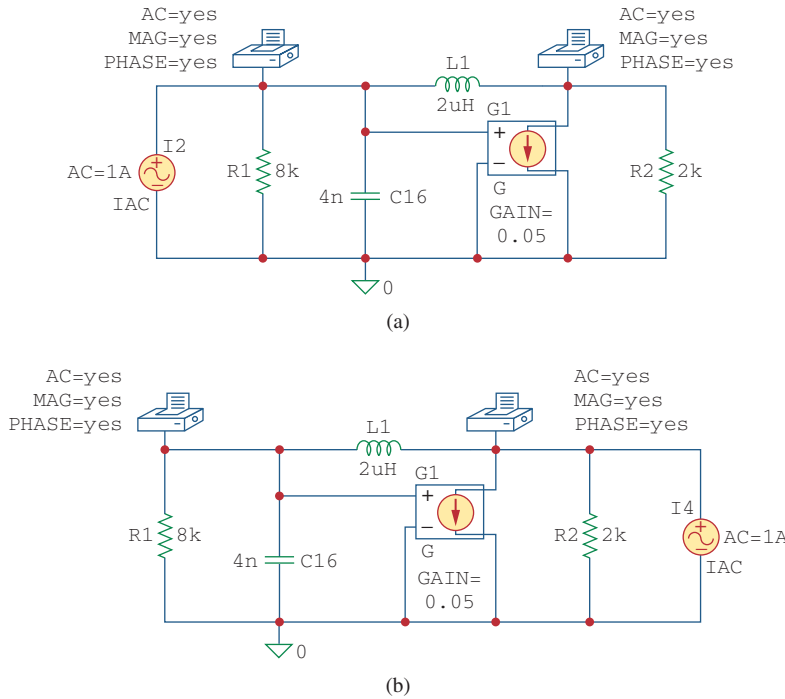 AC=yes
MAG=yes
PHASE=yes
AC=yes
MAG=yes
PHASE=yes
L1
2uH
G1
I2
+
+
AC=1A
R1
8k
R2
2k
−
−
IAC
4n
C16
G
GAIN=
0.05
0
(a)
AC=yes
MAG=yes
PHASE=yes
AC=yes
MAG=yes
PHASE=yes
L1
2uH
G1
+
I4
+
R1
8k
−
R2
2k
AC=1A
−
4n
C16
G
IAC
GAIN=
0.05
0
(b)